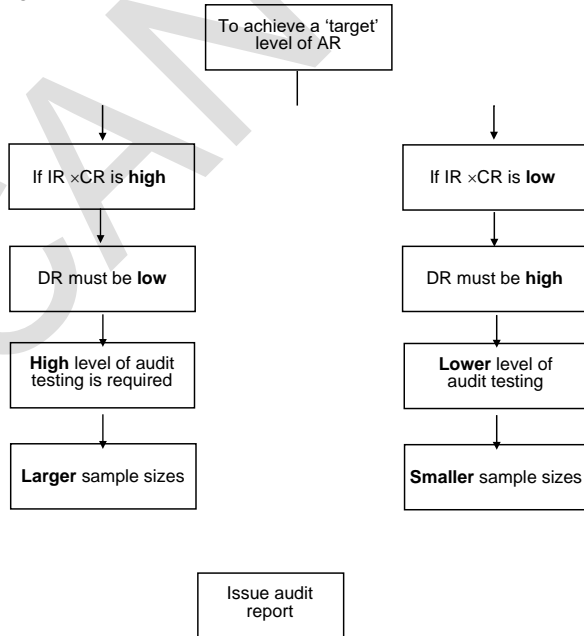 To achieve a ‘target’
level of AR
If IR ×CR is high
If IR ×CR is low
DR must be low
DR must be high
High level of audit
testing is required
Lower level of
audit testing
Larger sample sizes
Smaller sample sizes
Issue audit
report